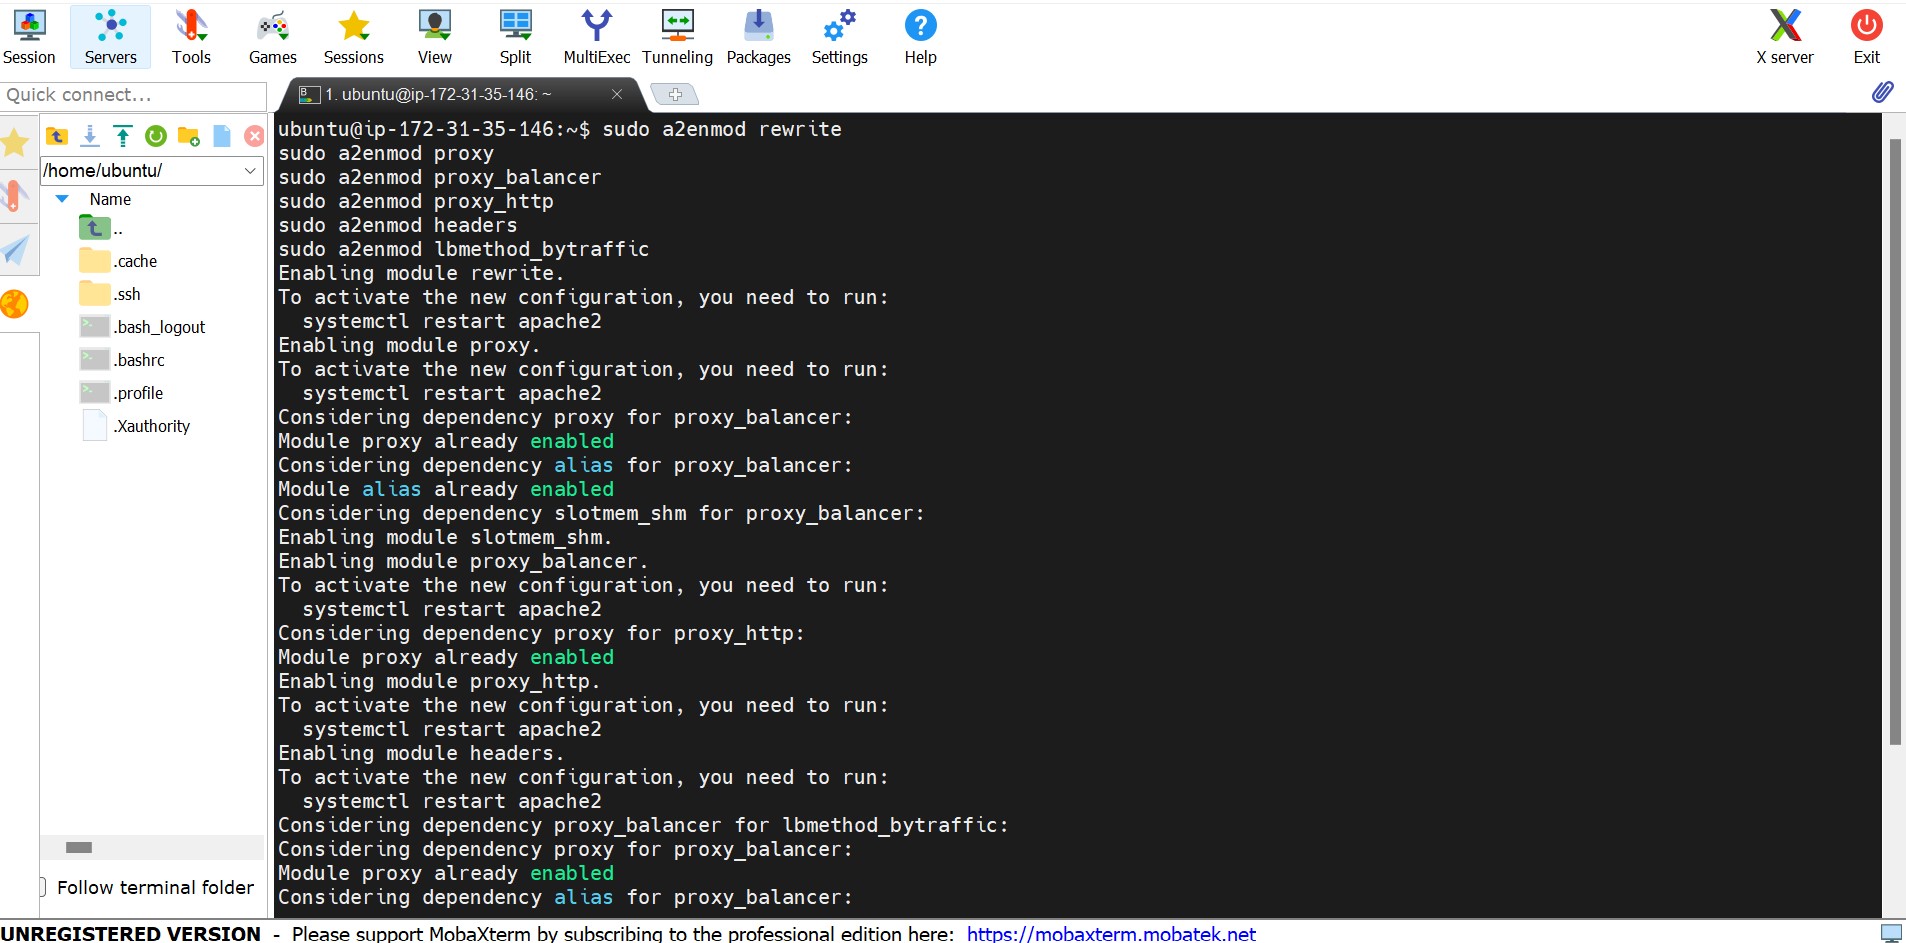 Session Servers Tools Games Sessions View Split MultiExec Tunneling Packages Settings Help X server Exit
Quick connect...
1. ubuntu@ip-172-31-35-146: ~
/home/ubuntu/
Name
..
.cache
.ssh
.bash_logout
.bashrc
.profile
.Xauthority
Follow terminal folder
ubuntu@ip-172-31-35-146:~$ sudo a2enmod rewrite
sudo a2enmod proxy
sudo a2enmod proxy_balancer
sudo a2enmod proxy_http
sudo a2enmod headers
sudo a2enmod lbmethod_bytraffic
Enabling module rewrite.
To activate the new configuration, you need to run:
  systemctl restart apache2
Enabling module proxy.
To activate the new configuration, you need to run:
  systemctl restart apache2
Considering dependency proxy for proxy_balancer:
Module proxy already enabled
Considering dependency alias for proxy_balancer:
Module alias already enabled
Considering dependency slotmem_shm for proxy_balancer:
Enabling module slotmem_shm.
Enabling module proxy_balancer.
To activate the new configuration, you need to run:
  systemctl restart apache2
Considering dependency proxy for proxy_http:
Module proxy already enabled
Enabling module proxy_http.
To activate the new configuration, you need to run:
  systemctl restart apache2
Enabling module headers.
To activate the new configuration, you need to run:
  systemctl restart apache2
Considering dependency proxy_balancer for lbmethod_bytraffic:
Considering dependency proxy for proxy_balancer:
Module proxy already enabled
Considering dependency alias for proxy_balancer:
UNREGISTERED VERSION - Please support MobaXterm by subscribing to the professional edition here: https://mobaxterm.mobatek.net